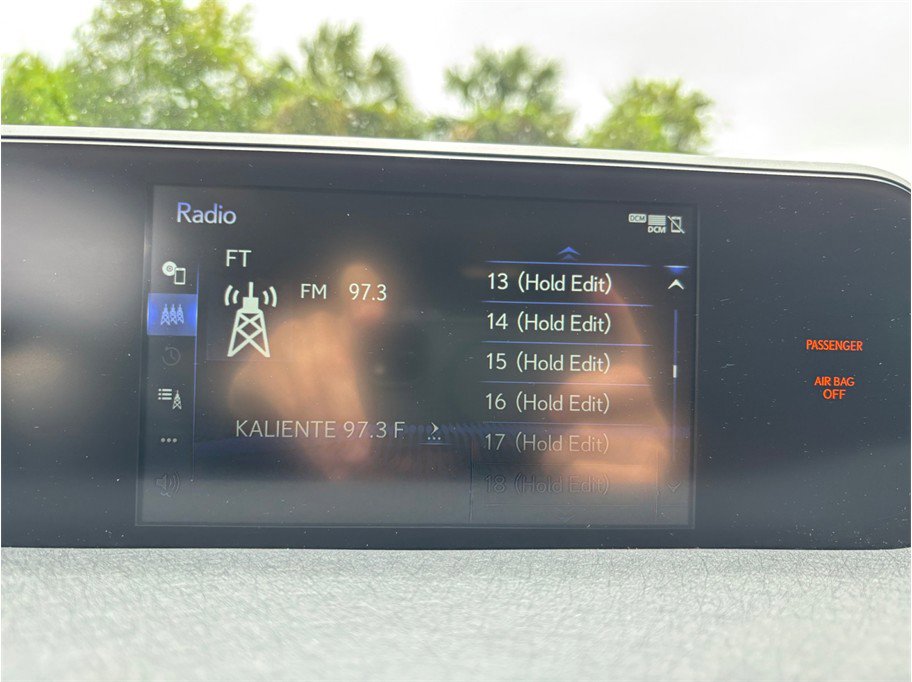 Radio
DCM
DCM
FT
FM 97.3
KALIENTE 97.3 F
13 (Hold Edit)
14 (Hold Edit)
15 (Hold Edit)
16 (Hold Edit)
17 (Hold Edit)
18 (Hold Edit)
PASSENGER
AIR BAG
OFF